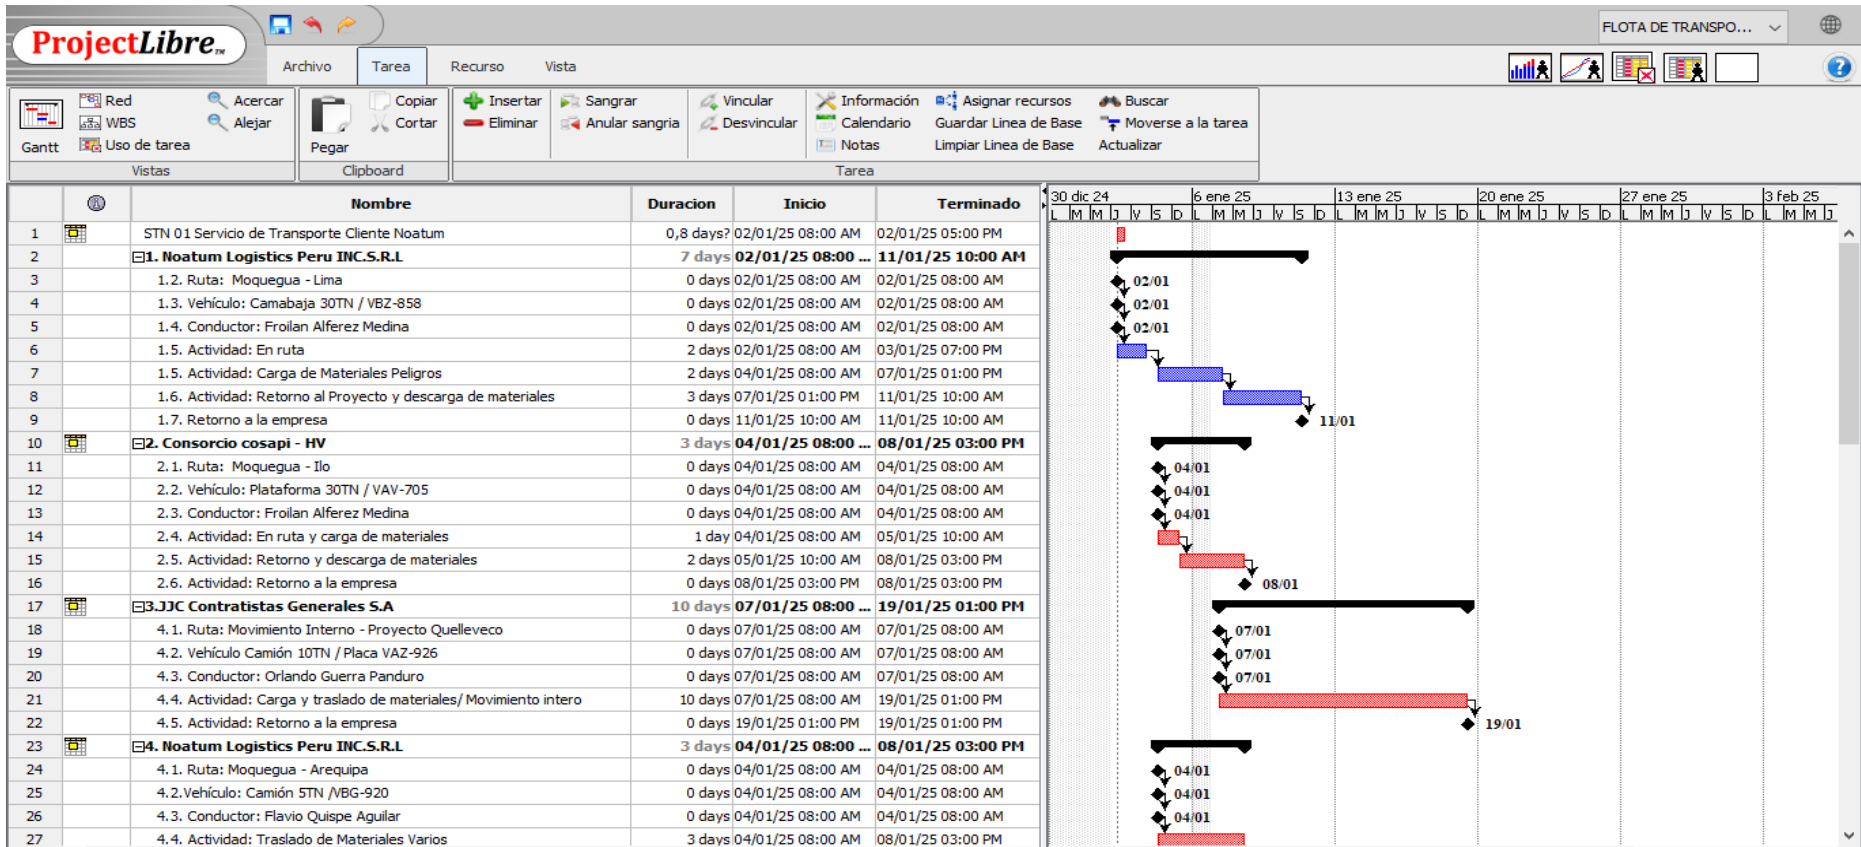 ProjectLibre™
FLOTA DE TRANSPO...
Archivo Tarea Recurso Vista
Gantt
Red
WBS
Uso de tarea
Acercar
Alejar
Vistas
Pegar
Copiar
Cortar
Clipboard
Insertar
Eliminar
Sangrar
Anular sangria
Vincular
Desvincular
Información
Calendario
Notas
Asignar recursos
Guardar Linea de Base
Limpiar Linea de Base
Buscar
Moverse a la tarea
Actualizar
Tarea
Nombre Duracion Inicio Terminado
30 dic 24 6 ene 25 13 ene 25 20 ene 25 27 ene 25 3 feb 25
L M M J V S D L M M J V S D L M M J V S D L M M J V S D L M M J V S D L M M J
1 STN 01 Servicio de Transporte Cliente Noatum 0,8 days? 02/01/25 08:00 AM 02/01/25 05:00 PM
2 1. Noatum Logistics Peru INC.S.R.L 7 days 02/01/25 08:00 ... 11/01/25 10:00 AM
3 1.2. Ruta: Moquegua - Lima 0 days 02/01/25 08:00 AM 02/01/25 08:00 AM 02/01
4 1.3. Vehículo: Camabaja 30TN / VBZ-858 0 days 02/01/25 08:00 AM 02/01/25 08:00 AM 02/01
5 1.4. Conductor: Froilan Alferez Medina 0 days 02/01/25 08:00 AM 02/01/25 08:00 AM 02/01
6 1.5. Actividad: En ruta 2 days 02/01/25 08:00 AM 03/01/25 07:00 PM
7 1.5. Actividad: Carga de Materiales Peligros 2 days 04/01/25 08:00 AM 07/01/25 01:00 PM
8 1.6. Actividad: Retorno al Proyecto y descarga de materiales 3 days 07/01/25 01:00 PM 11/01/25 10:00 AM
9 1.7. Retorno a la empresa 0 days 11/01/25 10:00 AM 11/01/25 10:00 AM 11/01
10 2. Consorcio cosapi - HV 3 days 04/01/25 08:00 ... 08/01/25 03:00 PM
11 2.1. Ruta: Moquegua - Ilo 0 days 04/01/25 08:00 AM 04/01/25 08:00 AM 04/01
12 2.2. Vehículo: Plataforma 30TN / VAV-705 0 days 04/01/25 08:00 AM 04/01/25 08:00 AM 04/01
13 2.3. Conductor: Froilan Alferez Medina 0 days 04/01/25 08:00 AM 04/01/25 08:00 AM 04/01
14 2.4. Actividad: En ruta y carga de materiales 1 day 04/01/25 08:00 AM 05/01/25 10:00 AM
15 2.5. Actividad: Retorno y descarga de materiales 2 days 05/01/25 10:00 AM 08/01/25 03:00 PM
16 2.6. Actividad: Retorno a la empresa 0 days 08/01/25 03:00 PM 08/01/25 03:00 PM 08/01
17 3.JJC Contratistas Generales S.A 10 days 07/01/25 08:00 ... 19/01/25 01:00 PM
18 4.1. Ruta: Movimiento Interno - Proyecto Quelleveco 0 days 07/01/25 08:00 AM 07/01/25 08:00 AM 07/01
19 4.2. Vehículo Camión 10TN / Placa VAZ-926 0 days 07/01/25 08:00 AM 07/01/25 08:00 AM 07/01
20 4.3. Conductor: Orlando Guerra Panduro 0 days 07/01/25 08:00 AM 07/01/25 08:00 AM 07/01
21 4.4. Actividad: Carga y traslado de materiales/ Movimiento intero 10 days 07/01/25 08:00 AM 19/01/25 01:00 PM
22 4.5. Actividad: Retorno a la empresa 0 days 19/01/25 01:00 PM 19/01/25 01:00 PM 19/01
23 4. Noatum Logistics Peru INC.S.R.L 3 days 04/01/25 08:00 ... 08/01/25 03:00 PM
24 4.1. Ruta: Moquegua - Arequipa 0 days 04/01/25 08:00 AM 04/01/25 08:00 AM 04/01
25 4.2.Vehículo: Camión 5TN /VBG-920 0 days 04/01/25 08:00 AM 04/01/25 08:00 AM 04/01
26 4.3. Conductor: Flavio Quispe Aguilar 0 days 04/01/25 08:00 AM 04/01/25 08:00 AM 04/01
27 4.4. Actividad: Traslado de Materiales Varios 3 days 04/01/25 08:00 AM 08/01/25 03:00 PM